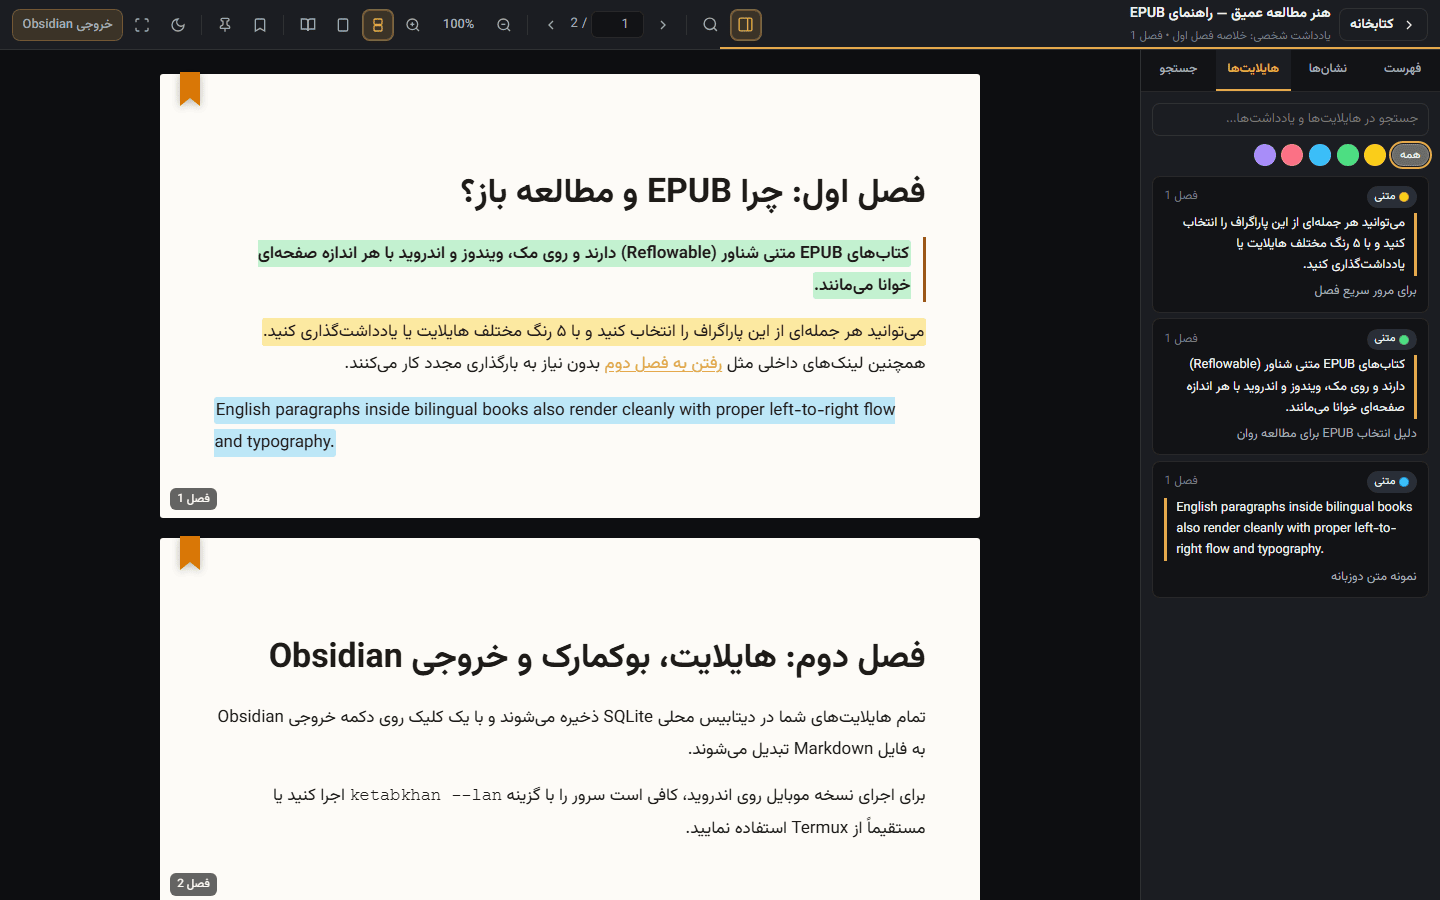 کتابخانه
هنر مطالعه عمیق — راهنمای EPUB
یادداشت شخصی: خلاصه فصل اول • فصل 1
1
/ 2
100%
خروجی Obsidian
فهرست
نشان‌ها
هایلایت‌ها
جستجو
جستجو در هایلایت‌ها و یادداشت‌ها...
همه
متنی
فصل 1
می‌توانید هر جمله‌ای از این پاراگراف را انتخاب
کنید و با ۵ رنگ مختلف هایلایت یا
یادداشت‌گذاری کنید.
برای مرور سریع فصل
متنی
فصل 1
کتاب‌های EPUB متنی شناور (Reflowable)
دارند و روی مک، ویندوز و اندروید با هر اندازه
صفحه‌ای خوانا می‌مانند.
دلیل انتخاب EPUB برای مطالعه روان
متنی
فصل 1
English paragraphs inside bilingual books
also render cleanly with proper left-to-
right flow and typography.
نمونه متن دوزبانه
فصل اول: چرا EPUB و مطالعه باز؟
کتاب‌های EPUB متنی شناور (Reflowable) دارند و روی مک، ویندوز و اندروید با هر اندازه صفحه‌ای
خوانا می‌مانند.
می‌توانید هر جمله‌ای از این پاراگراف را انتخاب کنید و با ۵ رنگ مختلف هایلایت یا یادداشت‌گذاری کنید.
همچنین لینک‌های داخلی مثل رفتن به فصل دوم بدون نیاز به بارگذاری مجدد کار می‌کنند.
English paragraphs inside bilingual books also render cleanly with proper left-to-right flow
and typography.
فصل 1
فصل دوم: هایلایت، بوکمارک و خروجی Obsidian
تمام هایلایت‌های شما در دیتابیس محلی SQLite ذخیره می‌شوند و با یک کلیک روی دکمه خروجی Obsidian
به فایل Markdown تبدیل می‌شوند.
برای اجرای نسخه موبایل روی اندروید، کافی است سرور را با گزینه ketabkhan --lan اجرا کنید یا
مستقیماً از Termux استفاده نمایید.
فصل 2